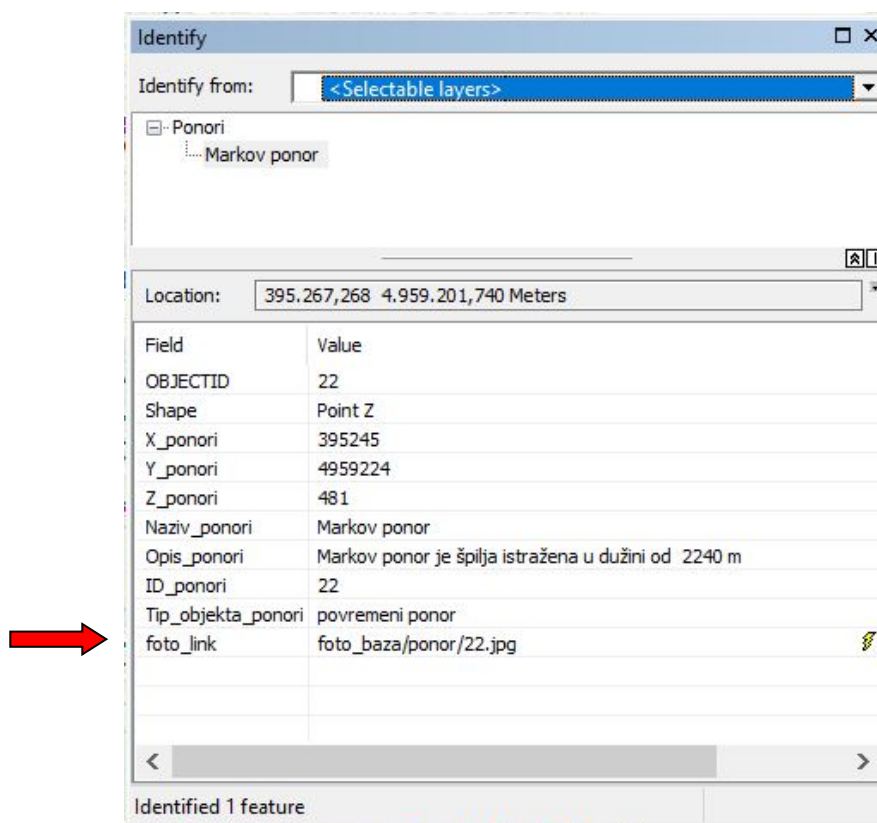 Identify
Identify from: <Selectable layers>
Ponori
Markov ponor
Location: 395.267,268 4.959.201,740 Meters
Field Value
OBJECTID 22
Shape Point Z
X_ponori 395245
Y_ponori 4959224
Z_ponori 481
Naziv_ponori Markov ponor
Opis_ponori Markov ponor je špilja istražena u dužini od 2240 m
ID_ponori 22
Tip_objekta_ponori povremeni ponor
foto_link foto_baza/ponor/22.jpg
Identified 1 feature